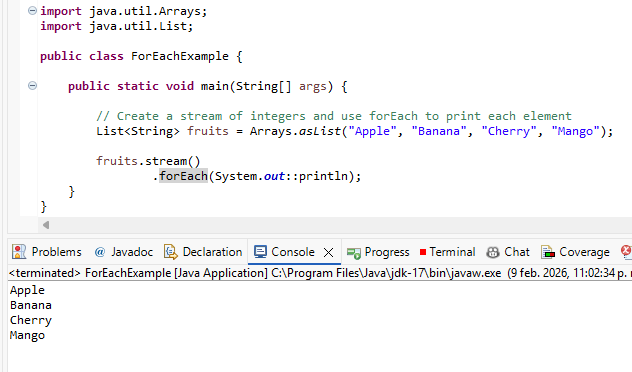 import java.util.Arrays;
import java.util.List;
public class ForEachExample {
public static void main(String[] args) {
// Create a stream of integers and use forEach to print each element
List<String> fruits = Arrays.asList("Apple", "Banana", "Cherry", "Mango");
fruits.stream()
.forEach(System.out::println);
}
}
Problems @ Javadoc Declaration Console Progress Terminal Chat Coverage
<terminated> ForEachExample [Java Application] C:\Program Files\Java\jdk-17\bin\javaw.exe (9 feb. 2026, 11:02:34 p.
Apple
Banana
Cherry
Mango